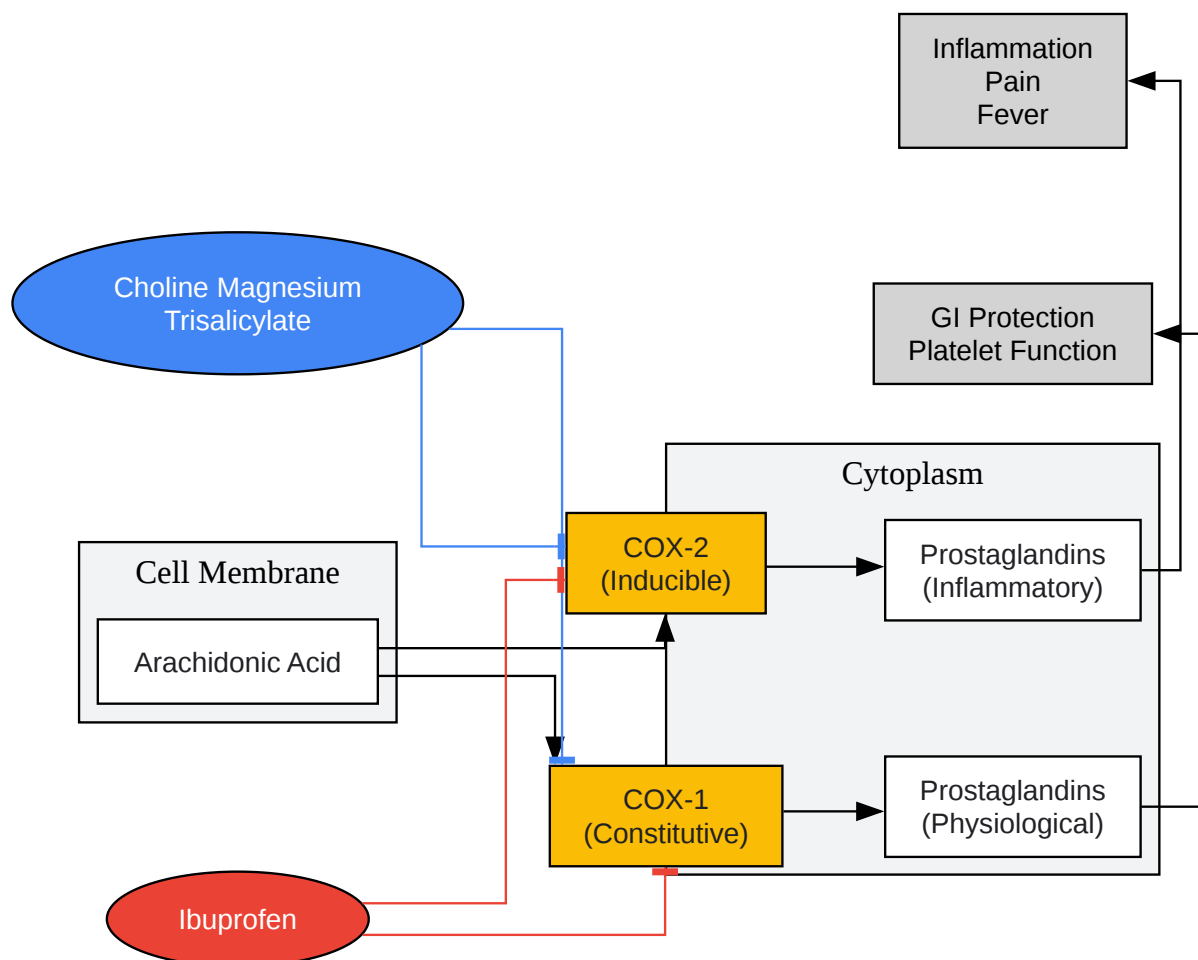 Inflammation
Pain
Fever
Choline Magnesium
Trisalicylate
GI Protection
Platelet Function
Cytoplasm
COX-2
(Inducible)
Prostaglandins
(Inflammatory)
Cell Membrane
Arachidonic Acid
COX-1
(Constitutive)
Prostaglandins
(Physiological)
Ibuprofen